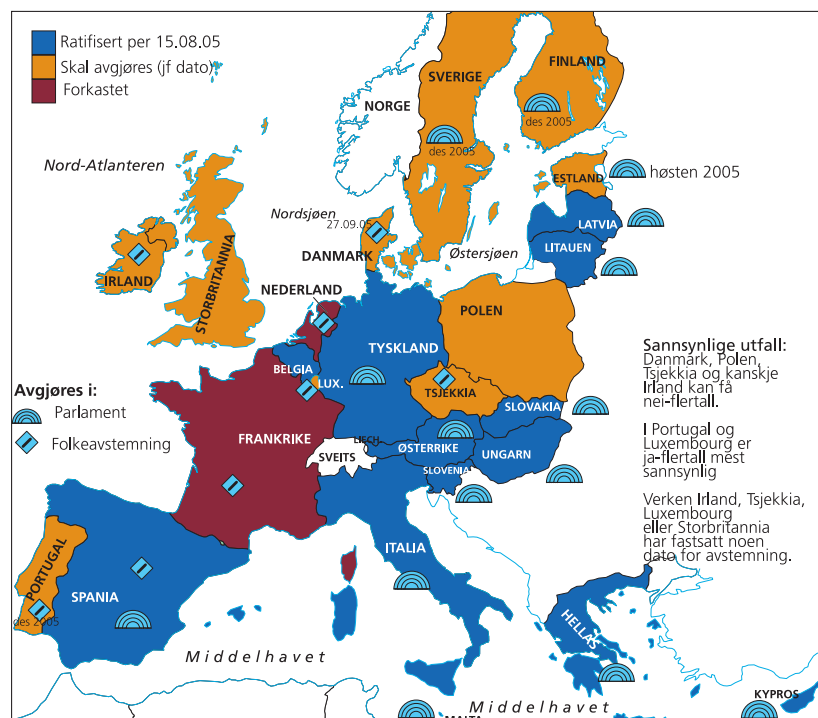 Ratifisert per 15.08.05
Skal avgjøres (jf dato)
Forkastet
FINLAND
SVERIGE
NORGE
des 2005
des 2005
Nord-Atlanteren
høsten 2005
ESTLAND
Nordsjøen
27.09.05
LATVIA
LITAUEN
Østersjøen
DANMARK
IRLAND
STORBRITANNIA
NEDERLAND
POLEN
TYSKLAND
BELGIA
LUX.
TSJEKKIA
SLOVAKIA
Sannsynlige utfall:
Danmark, Polen,
Tsjekkia og kanskje
Irland kan få
nei-flertall.
I Portugal og
Luxembourg er
ja-flertall mest
sannsynlig
Verken Irland, Tsjekkia,
Luxembourg
eller Storbritannia
har fastsatt noen
dato for avstemning.
Avgjøres i:
Parlament
Folkeavstemning
FRANKRIKE
LIECH.
SVEITS
ØSTERRIKE
UNGARN
SLOVENIA
ITALIA
PORTUGAL
SPANIA
des 2005
HELLAS
Middelhavet
Middelhavet
KYPROS
MALTA